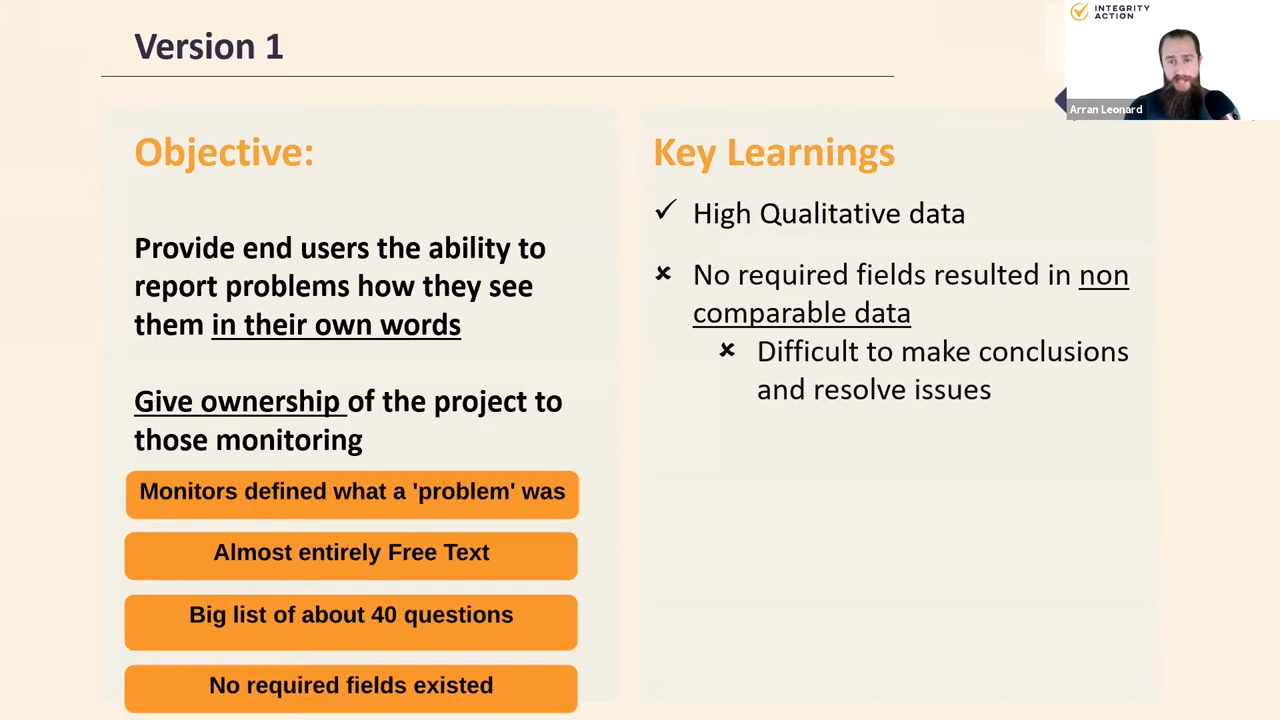 Version 1
INTEGRITY
ACTION
Arran Leonard
Objective:
Provide end users the ability to
report problems how they see
them in their own words
Give ownership of the project to
those monitoring
Monitors defined what a 'problem' was
Almost entirely Free Text
Big list of about 40 questions
No required fields existed
Key Learnings
✓ High Qualitative data
✖ No required fields resulted in non
comparable data
✖ Difficult to make conclusions
and resolve issues